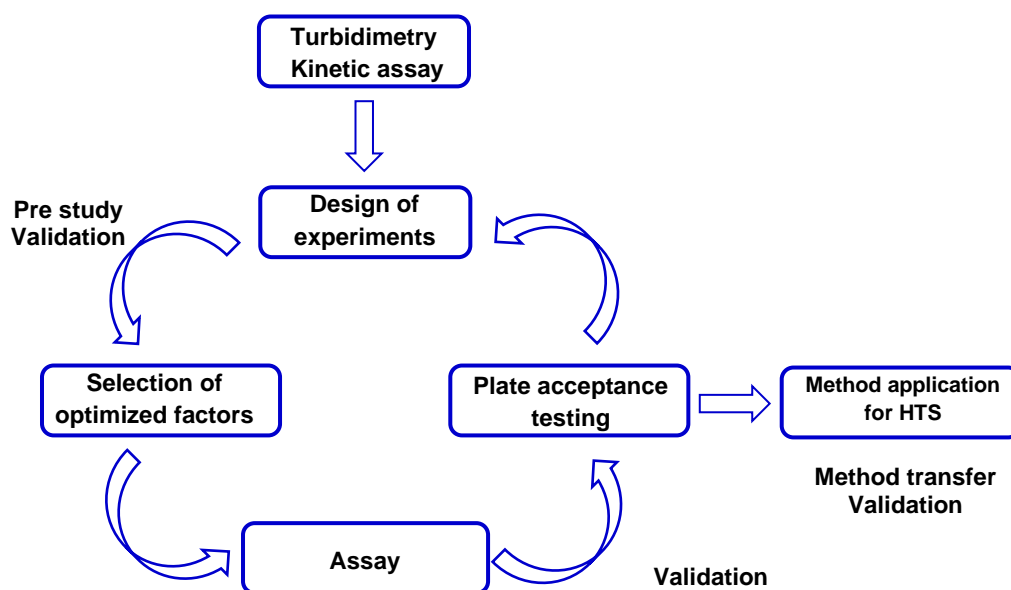 Turbidimetry
Kinetic assay
Design of
experiments
Pre study
Validation
Selection of
optimized factors
Plate acceptance
testing
Method application
for HTS
Method transfer
Validation
Assay
Validation